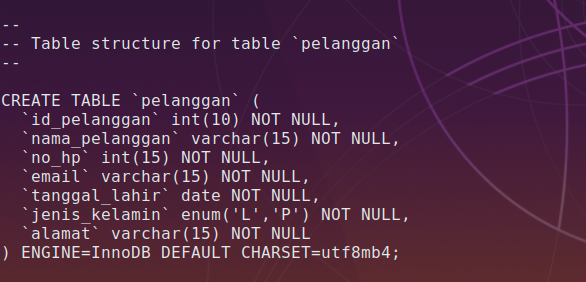 --
-- Table structure for table `pelanggan`
--
CREATE TABLE `pelanggan` (
  `id_pelanggan` int(10) NOT NULL,
  `nama_pelanggan` varchar(15) NOT NULL,
  `no_hp` int(15) NOT NULL,
  `email` varchar(15) NOT NULL,
  `tanggal_lahir` date NOT NULL,
  `jenis_kelamin` enum('L','P') NOT NULL,
  `alamat` varchar(15) NOT NULL
) ENGINE=InnoDB DEFAULT CHARSET=utf8mb4;